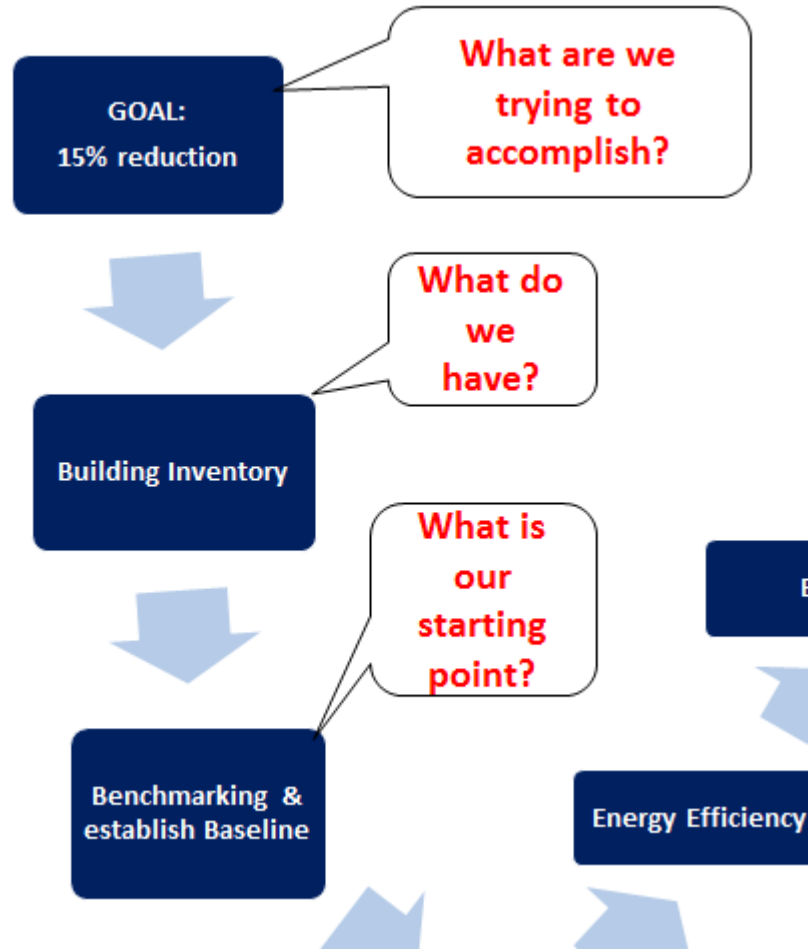 GOAL:
15% reduction
What are we
trying to
accomplish?
What do
we
have?
Building Inventory
What is
our
starting
point?
Benchmarking &
establish Baseline
Energy Efficiency